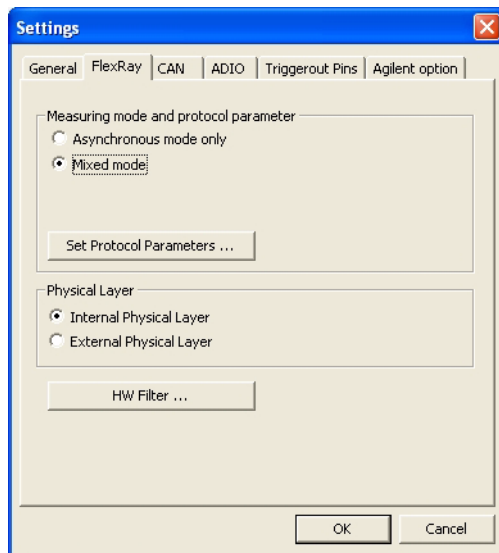 Settings
General FlexRay CAN ADIO Triggerout Pins Agilent option
Measuring mode and protocol parameter
Asynchronous mode only
Mixed mode
Set Protocol Parameters ...
Physical Layer
Internal Physical Layer
External Physical Layer
HW Filter ...
OK Cancel